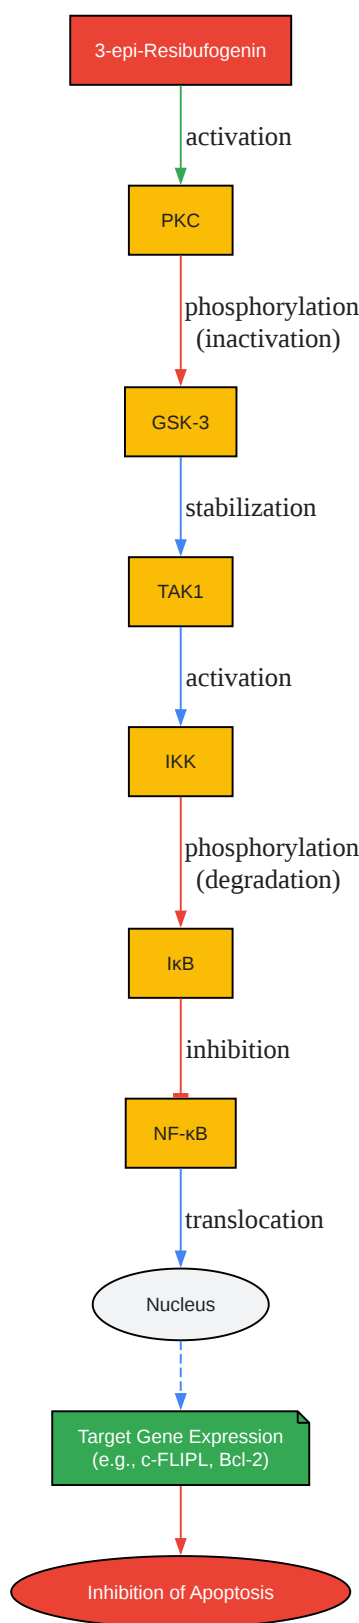 3-epi-Resibufogenin
activation
PKC
phosphorylation
(inactivation)
GSK-3
stabilization
TAK1
activation
IKK
phosphorylation
(degradation)
IκB
inhibition
NF-κB
translocation
Nucleus
Target Gene Expression
(e.g., c-FLIPL, Bcl-2)
Inhibition of Apoptosis